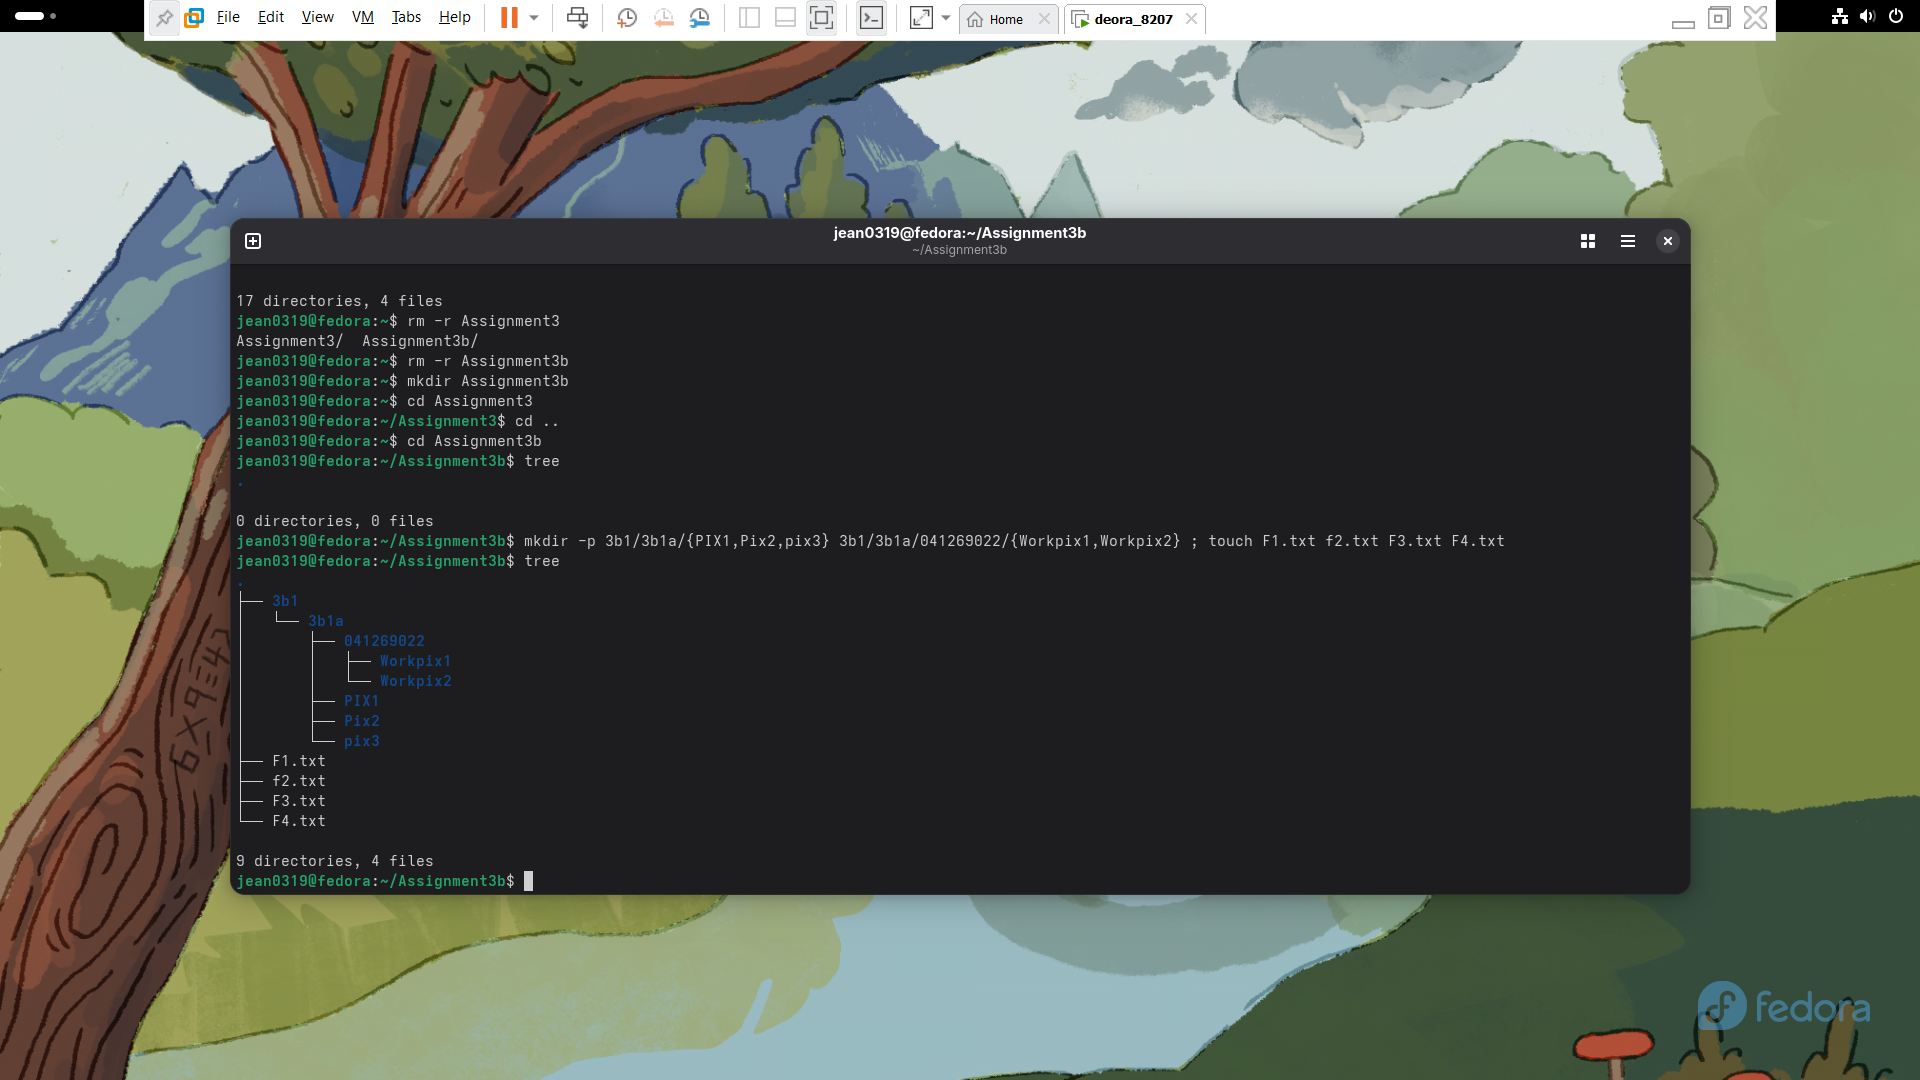 File Edit View VM Tabs Help Home deora_8207
jean0319@fedora:~/Assignment3b
~/Assignment3b
17 directories, 4 files
jean0319@fedora:~$ rm -r Assignment3
Assignment3/  Assignment3b/
jean0319@fedora:~$ rm -r Assignment3b
jean0319@fedora:~$ mkdir Assignment3b
jean0319@fedora:~$ cd Assignment3
jean0319@fedora:~/Assignment3$ cd ..
jean0319@fedora:~$ cd Assignment3b
jean0319@fedora:~/Assignment3b$ tree
.
0 directories, 0 files
jean0319@fedora:~/Assignment3b$ mkdir -p 3b1/3b1a/{PIX1,Pix2,pix3} 3b1/3b1a/041269022/{Workpix1,Workpix2} ; touch F1.txt f2.txt F3.txt F4.txt
jean0319@fedora:~/Assignment3b$ tree
.
├── 3b1
│   └── 3b1a
│       ├── 041269022
│       │   ├── Workpix1
│       │   └── Workpix2
│       ├── PIX1
│       ├── Pix2
│       └── pix3
├── F1.txt
├── f2.txt
├── F3.txt
└── F4.txt
9 directories, 4 files
jean0319@fedora:~/Assignment3b$
6×9=42
fedora